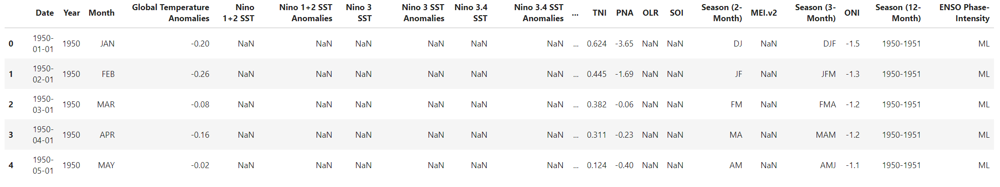 Date Year Month Global Temperature Anomalies Nino 1+2 SST Nino 1+2 SST Anomalies Nino 3 SST Nino 3 SST Anomalies Nino 3.4 SST Nino 3.4 SST Anomalies ... TNI PNA OLR SOI Season (2-Month) MEI.v2 Season (3-Month) ONI Season (12-Month) ENSO Phase-Intensity
0 1950-01-01 1950 JAN -0.20 NaN NaN NaN NaN NaN NaN ... 0.624 -3.65 NaN NaN DJ NaN DJF -1.5 1950-1951 ML
1 1950-02-01 1950 FEB -0.26 NaN NaN NaN NaN NaN NaN ... 0.445 -1.69 NaN NaN JF NaN JFM -1.3 1950-1951 ML
2 1950-03-01 1950 MAR -0.08 NaN NaN NaN NaN NaN NaN ... 0.382 -0.06 NaN NaN FM NaN FMA -1.2 1950-1951 ML
3 1950-04-01 1950 APR -0.16 NaN NaN NaN NaN NaN NaN ... 0.311 -0.23 NaN NaN MA NaN MAM -1.2 1950-1951 ML
4 1950-05-01 1950 MAY -0.02 NaN NaN NaN NaN NaN NaN ... 0.124 -0.40 NaN NaN AM NaN AMJ -1.1 1950-1951 ML